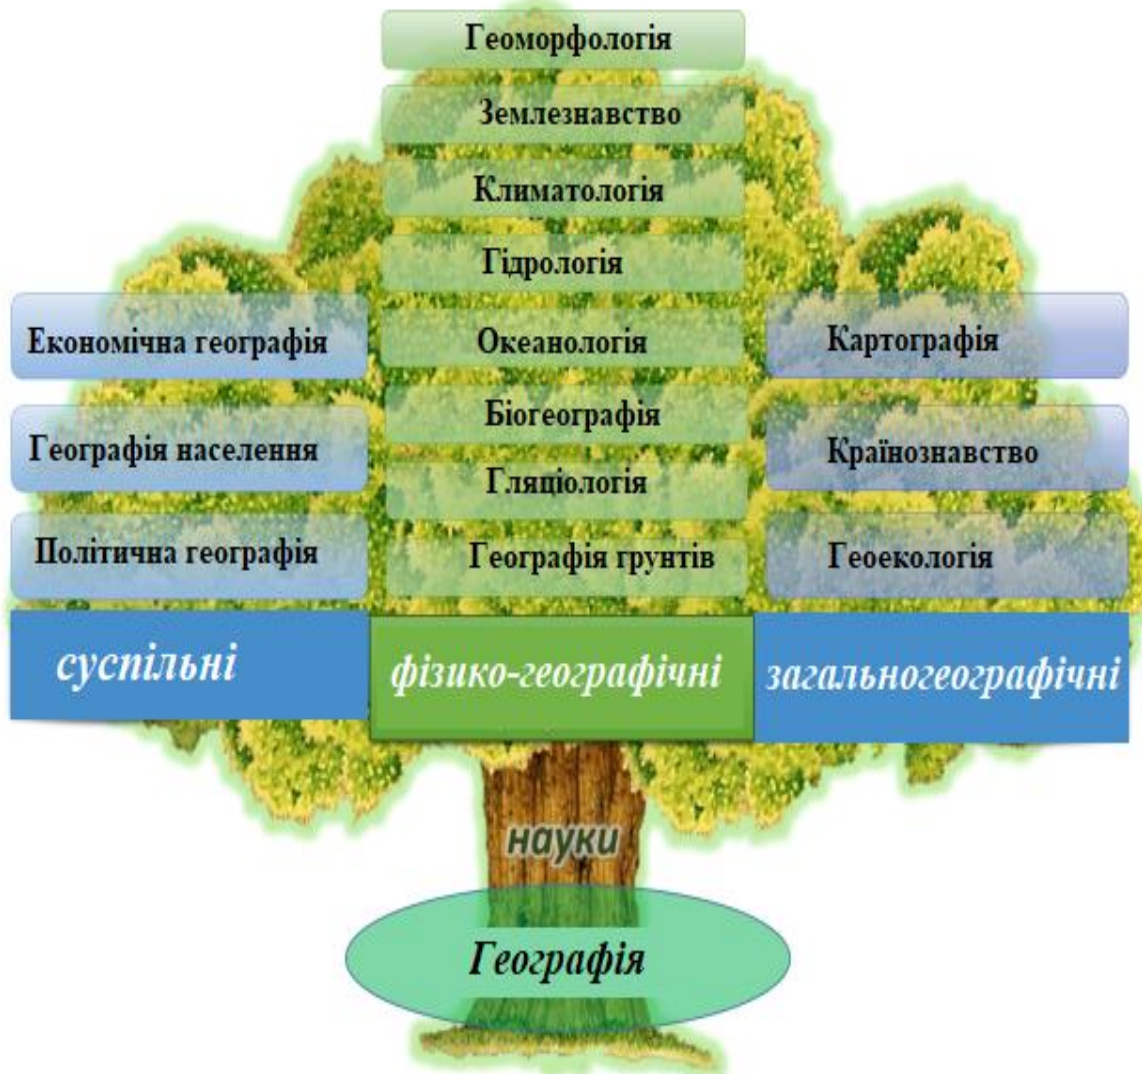 Геоморфологія
Землезнавство
Климатологія
Гідрологія
Океанологія
Біогеографія
Гляціологія
Географія грунтів
Економічна географія
Географія населення
Політична географія
Картографія
Країнознавство
Геоекологія
суспільні
фізико-географічні
загальногеографічні
науки
Географія